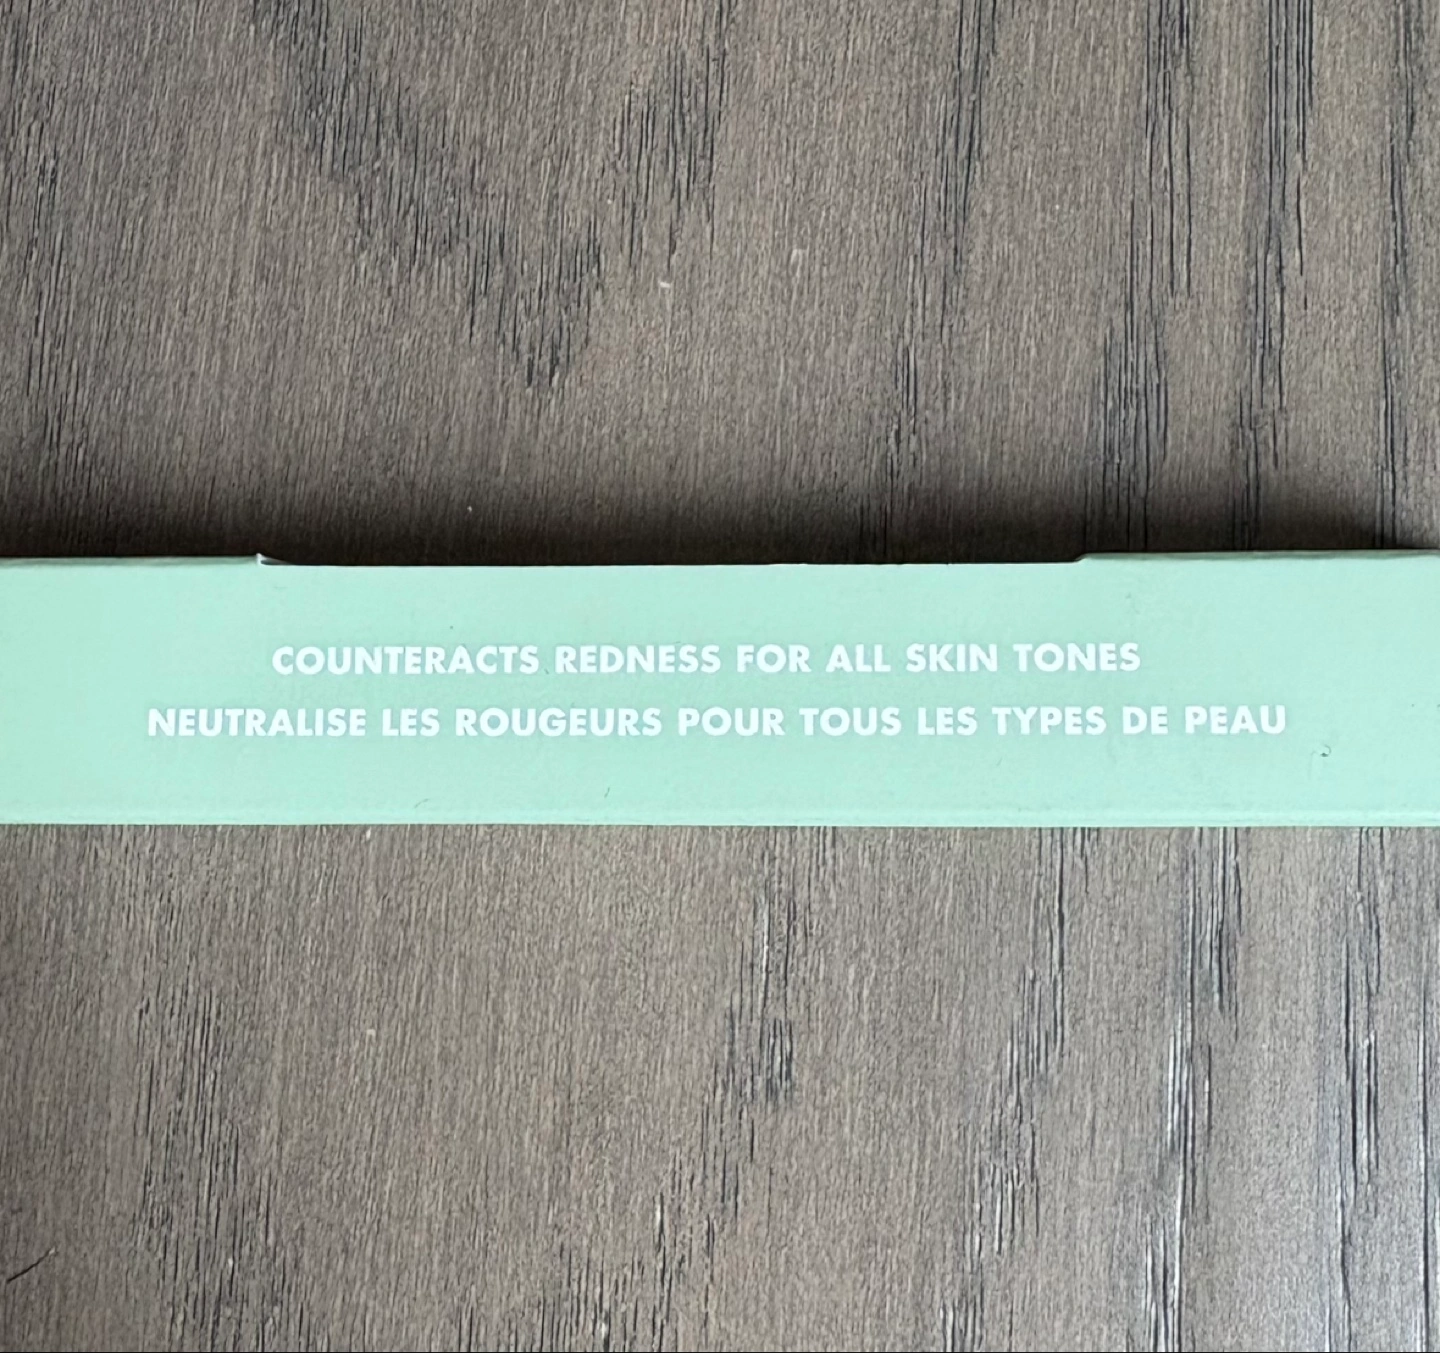 COUNTERACTS REDNESS FOR ALL SKIN TONES
NEUTRALISE LES ROUGEURS POUR TOUS LES TYPES DE PEAU